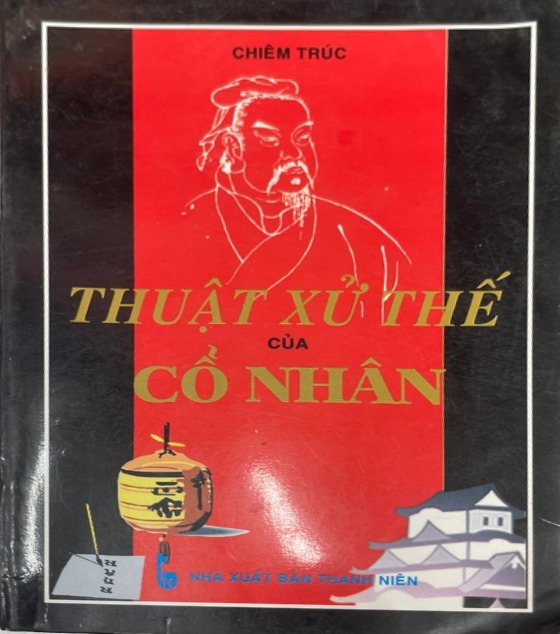 CHIÊM TRÚC
THUẬT XỬ THẾ
CỦA
CỔ NHÂN
NHÀ XUẤT BẢN THANH NIÊN